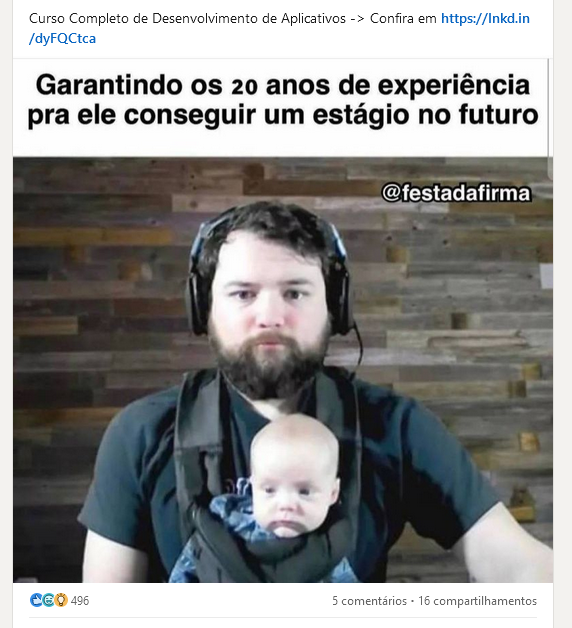 Curso Completo de Desenvolvimento de Aplicativos -> Confira em https://lnkd.in
/dyFQCtca
Garantindo os 20 anos de experiência
pra ele conseguir um estágio no futuro
@festadafirma
496
5 comentários • 16 compartilhamentos